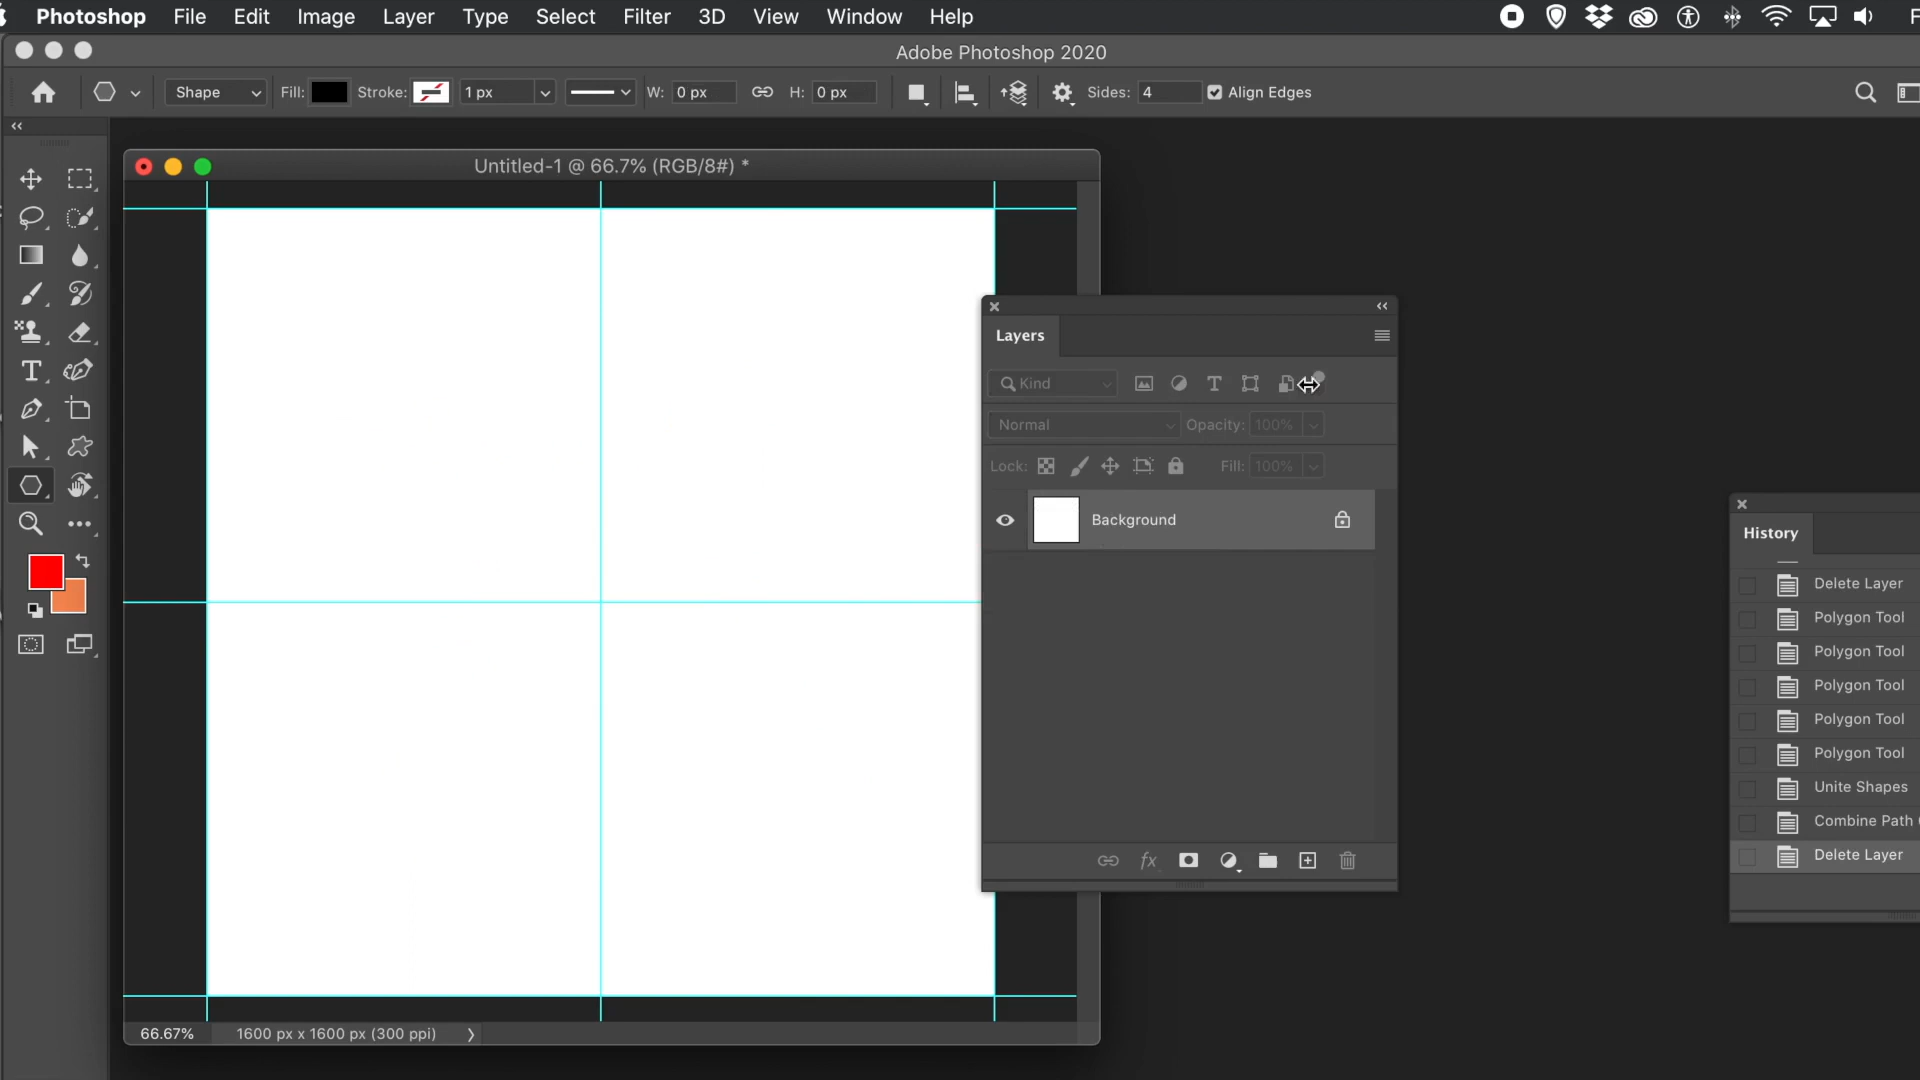 Photoshop File Edit Image Layer Type Select Filter 3D View Window Help
Adobe Photoshop 2020
Shape Fill: Stroke: 1 px W: 0 px H: 0 px Sides: 4 Align Edges
Untitled-1 @ 66.7% (RGB/8#) *
Layers
Kind
Normal Opacity: 100%
Lock: Fill: 100%
Background
History
Delete Layer
Polygon Tool
Polygon Tool
Polygon Tool
Polygon Tool
Polygon Tool
Unite Shapes
Combine Path
Delete Layer
66.67% 1600 px x 1600 px (300 ppi)